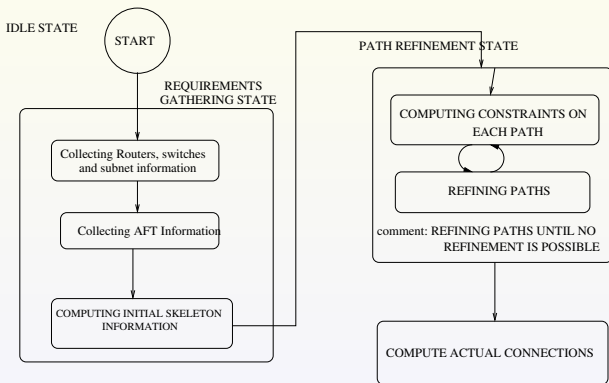 IDLE STATE
START
REQUIREMENTS
GATHERING STATE
Collecting Routers, switches
and subnet information
Collecting AFT Information
COMPUTING INITIAL SKELETON
INFORMATION
PATH REFINEMENT STATE
COMPUTING CONSTRAINTS ON
EACH PATH
REFINING PATHS
comment: REFINING PATHS UNTIL NO
REFINEMENT IS POSSIBLE
COMPUTE ACTUAL CONNECTIONS